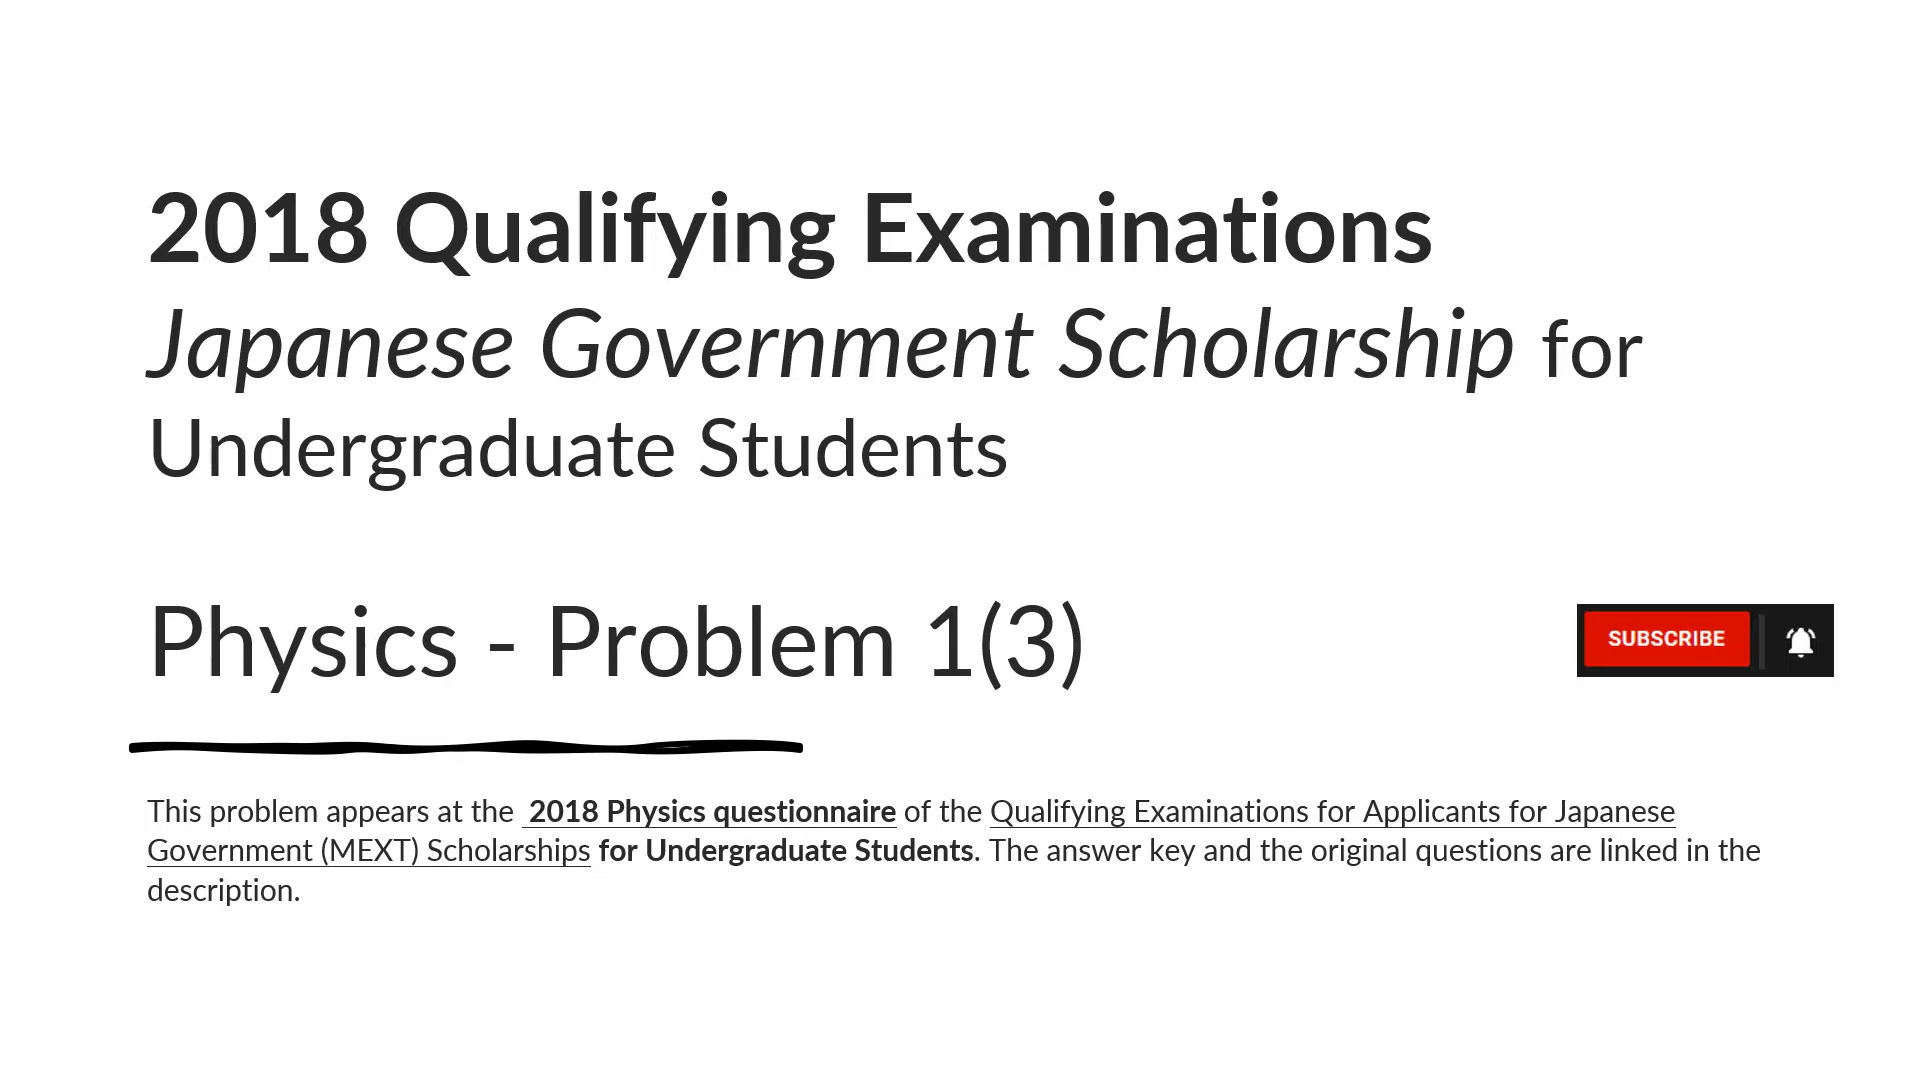 2018 Qualifying Examinations
Japanese Government Scholarship for
Undergraduate Students
Physics - Problem 1(3)
SUBSCRIBE
This problem appears at the 2018 Physics questionnaire of the Qualifying Examinations for Applicants for Japanese
Government (MEXT) Scholarships for Undergraduate Students. The answer key and the original questions are linked in the
description.